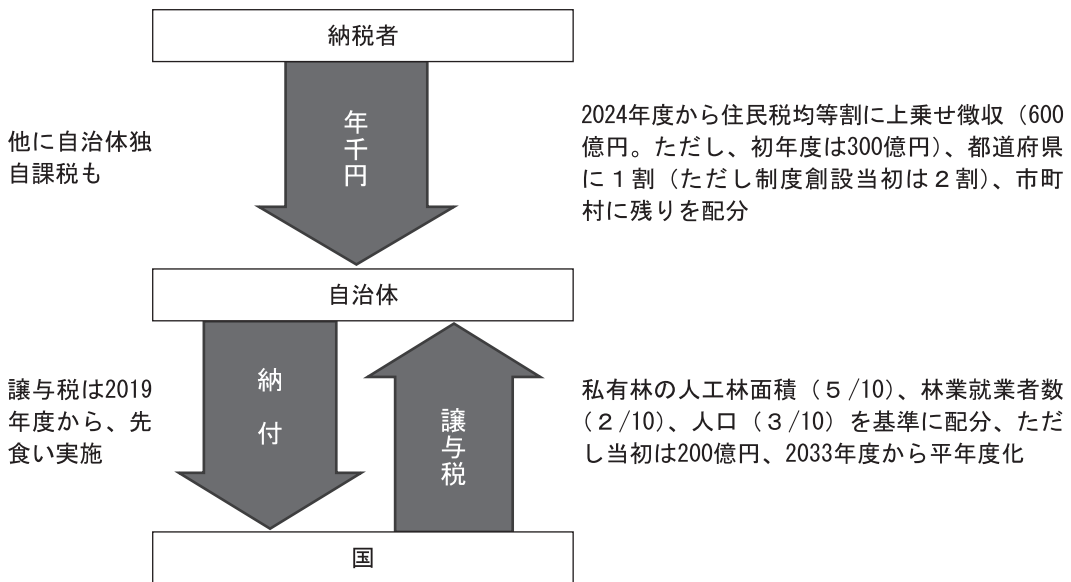 納税者
年千円
他に自治体独
自課税も
2024年度から住民税均等割に上乗せ徴収（600
億円。ただし、初年度は300億円）、都道府県
に１割（ただし制度創設当初は２割）、市町
村に残りを配分
自治体
納付
譲与税
譲与税は2019
年度から、先
食い実施
私有林の人工林面積（５/10）、林業就業者数
（２/10）、人口（３/10）を基準に配分、ただ
し当初は200億円、2033年度から平年度化
国